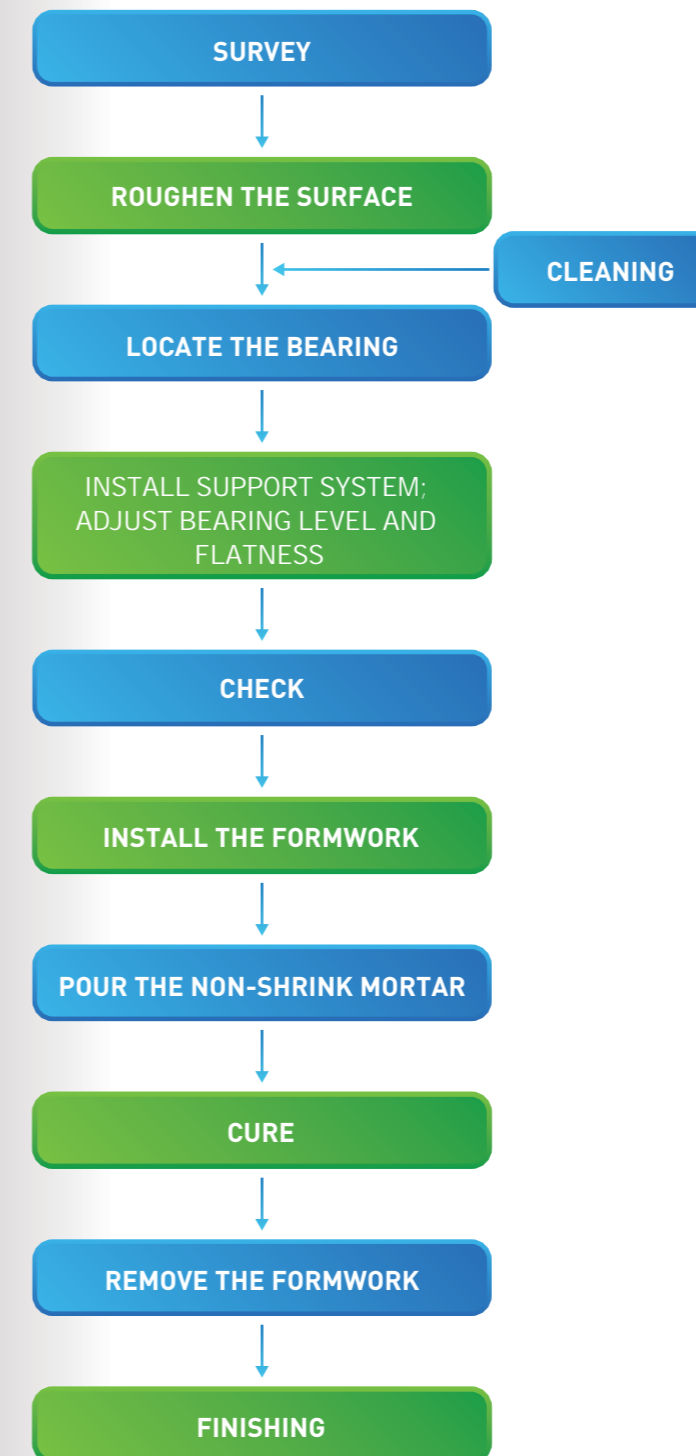 SURVEY
ROUGHEN THE SURFACE
CLEANING
LOCATE THE BEARING
INSTALL SUPPORT SYSTEM;
ADJUST BEARING LEVEL AND
FLATNESS
CHECK
INSTALL THE FORMWORK
POUR THE NON-SHRINK MORTAR
CURE
REMOVE THE FORMWORK
FINISHING